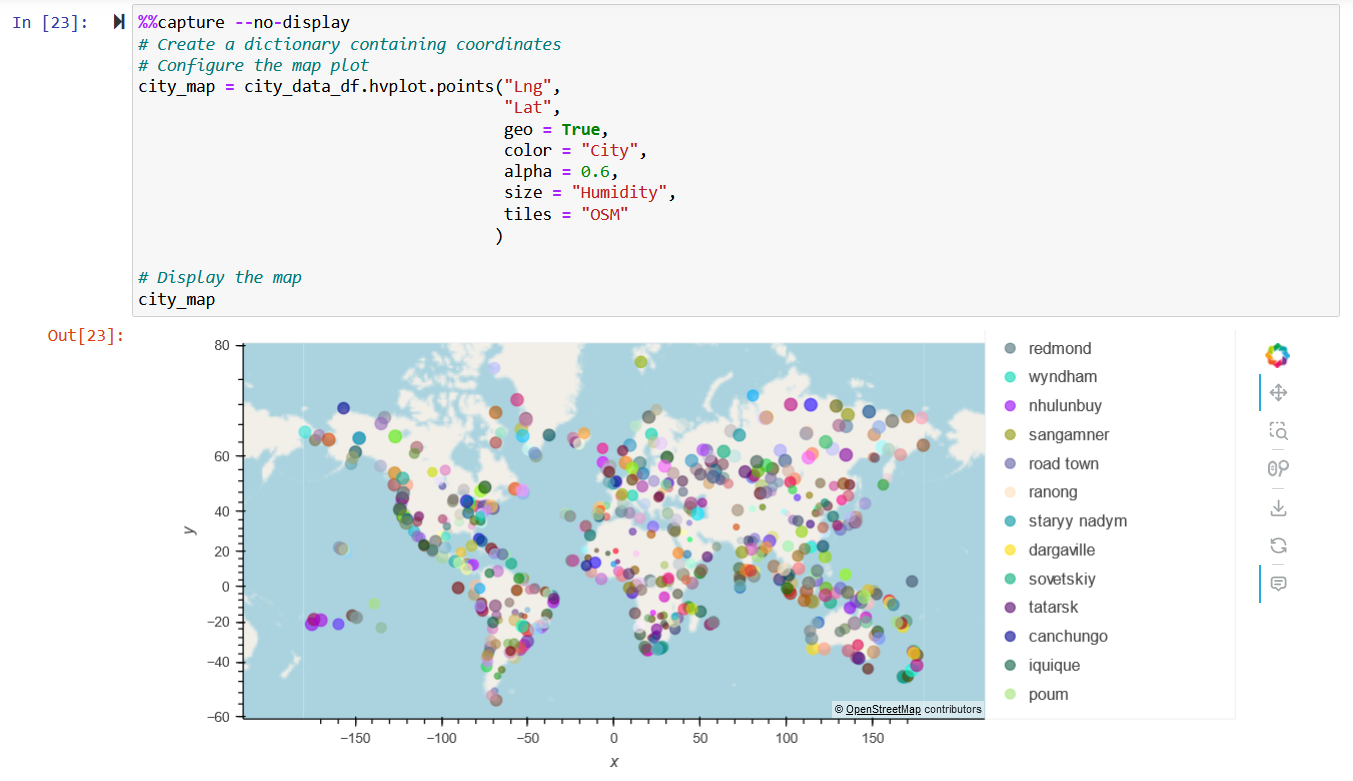 In [23]:
%%capture --no-display
# Create a dictionary containing coordinates
# Configure the map plot
city_map = city_data_df.hvplot.points("Lng",
"Lat",
geo = True,
color = "City",
alpha = 0.6,
size = "Humidity",
tiles = "OSM"
)
# Display the map
city_map
Out[23]:
80
60
40
20
0
−20
−40
−60
y
−150
−100
−50
0
50
100
150
x
© OpenStreetMap contributors
redmond
wyndham
nhulunbuy
sangamner
road town
ranong
staryy nadym
dargaville
sovetskiy
tatarsk
canchungo
iquique
poum